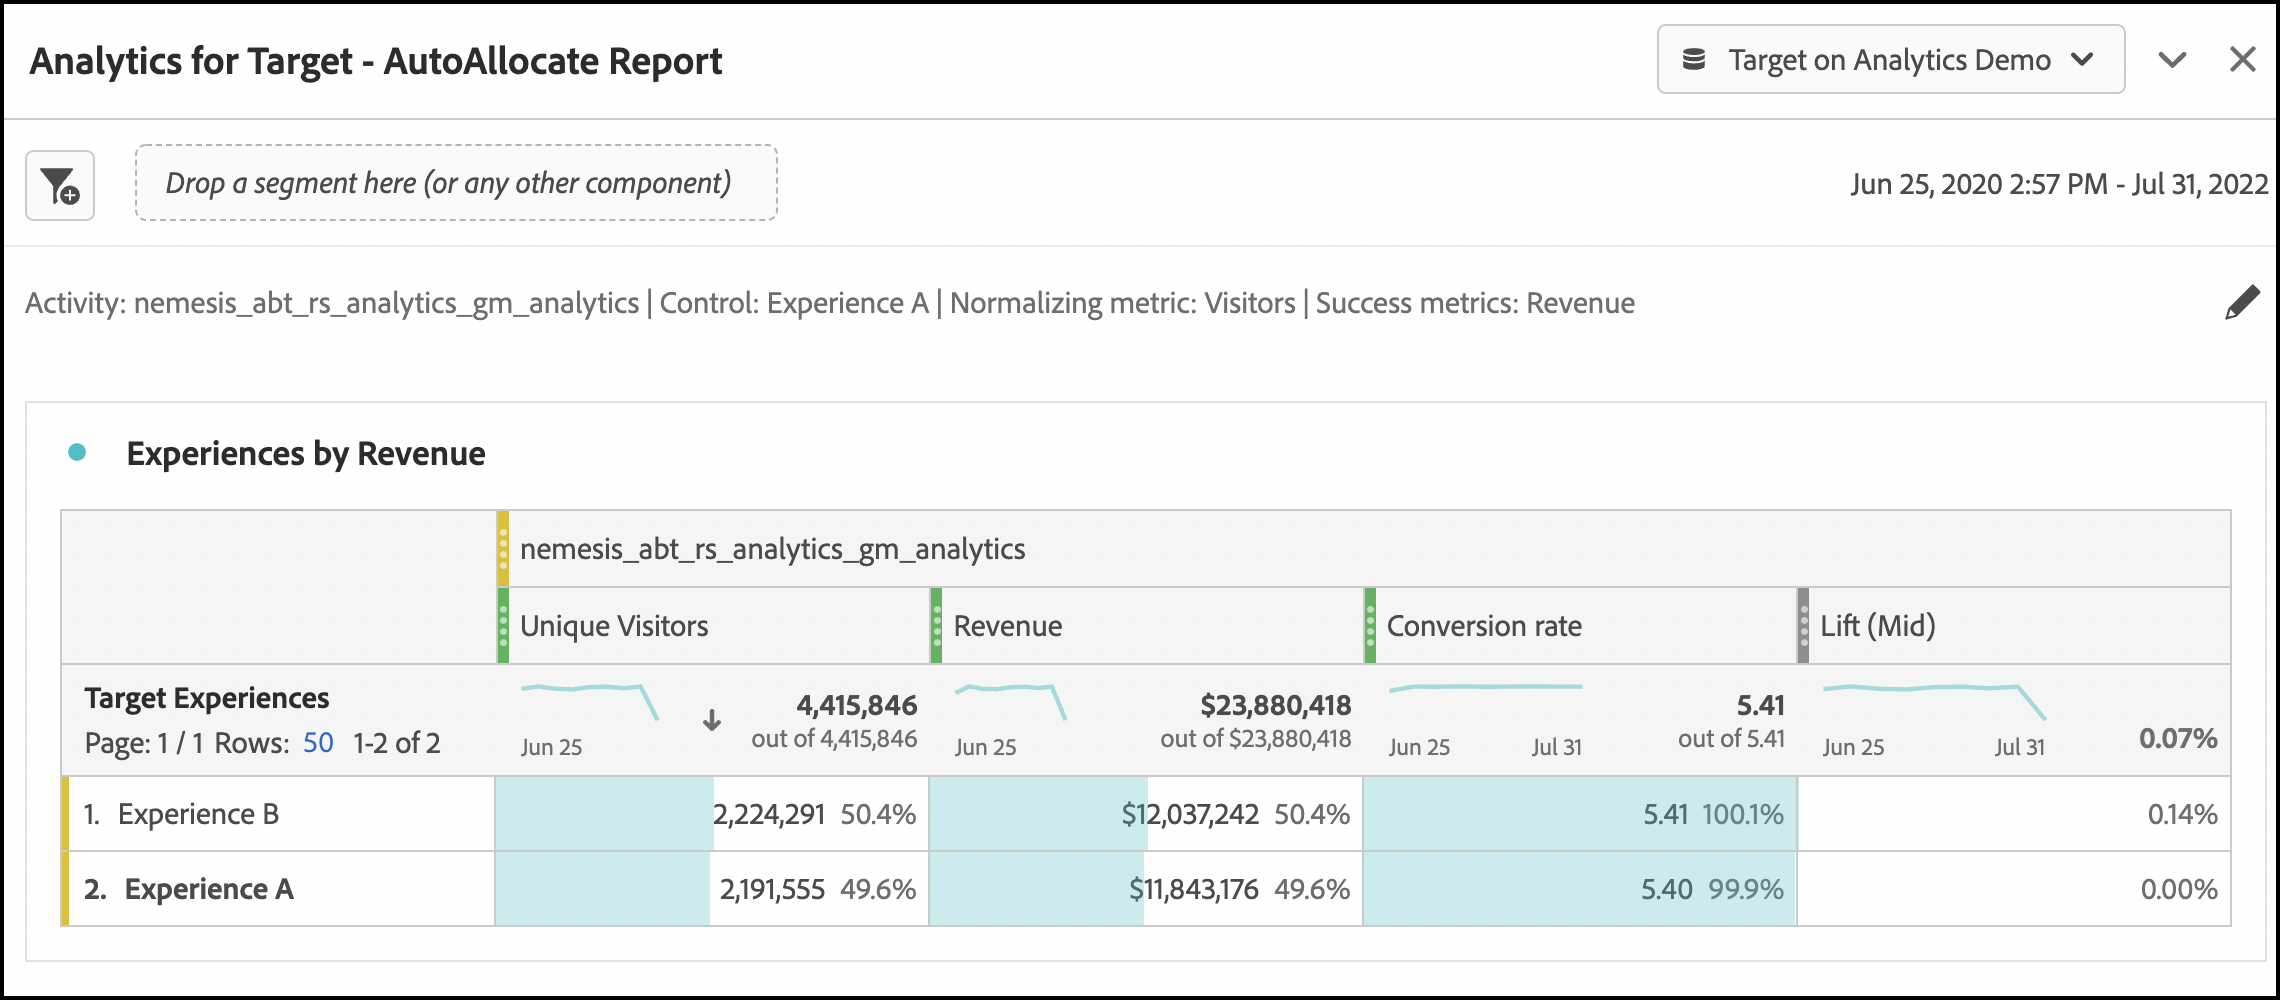 Analytics for Target - AutoAllocate Report
Target on Analytics Demo
Drop a segment here (or any other component)
Jun 25, 2020 2:57 PM - Jul 31, 2022
Activity: nemesis_abt_rs_analytics_gm_analytics | Control: Experience A | Normalizing metric: Visitors | Success metrics: Revenue
Experiences by Revenue
nemesis_abt_rs_analytics_gm_analytics
Unique Visitors Revenue Conversion rate Lift (Mid)
Target Experiences 4,415,846 $23,880,418 5.41
out of 4,415,846 out of $23,880,418 out of 5.41 0.07%
Page: 1 / 1 Rows: 50 1-2 of 2 Jun 25 Jun 25 Jun 25 Jul 31 Jun 25 Jul 31
1. Experience B 2,224,291 50.4% $12,037,242 50.4% 5.41 100.1% 0.14%
2. Experience A 2,191,555 49.6% $11,843,176 49.6% 5.40 99.9% 0.00%